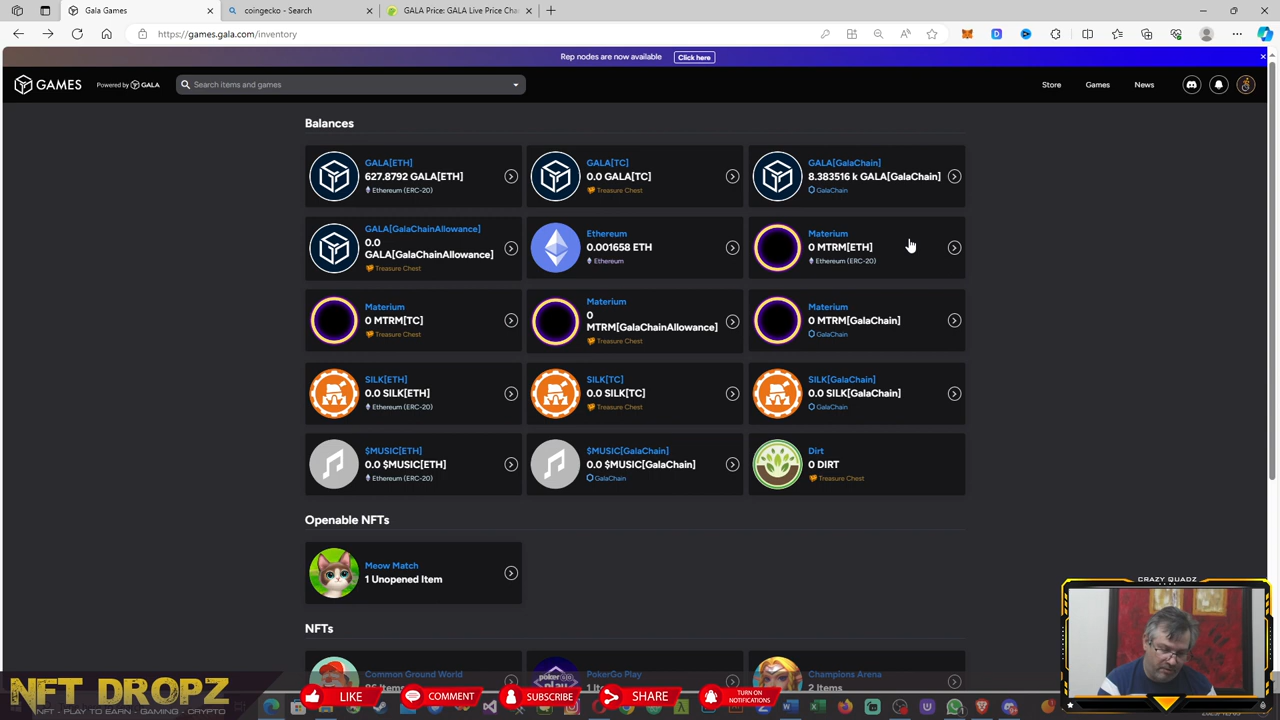 Gala Games
coingecko - Search
GALA Price: GALA Live Price Cha
https://games.gala.com/inventory
Rep nodes are now available
Click here
GAMES
Powered by GALA
Search items and games
Store
Games
News
Balances
GALA[ETH]
627.8792 GALA[ETH]
Ethereum (ERC-20)
GALA[TC]
0.0 GALA[TC]
Treasure Chest
GALA[GalaChain]
8.383516 k GALA[GalaChain]
GalaChain
GALA[GalaChainAllowance]
0.0
GALA[GalaChainAllowance]
Treasure Chest
Ethereum
0.001658 ETH
Ethereum
Materium
0 MTRM[ETH]
Ethereum (ERC-20)
Materium
0 MTRM[TC]
Treasure Chest
Materium
0
MTRM[GalaChainAllowance]
Treasure Chest
Materium
0 MTRM[GalaChain]
GalaChain
SILK[ETH]
0.0 SILK[ETH]
Ethereum (ERC-20)
SILK[TC]
0.0 SILK[TC]
Treasure Chest
SILK[GalaChain]
0.0 SILK[GalaChain]
GalaChain
$MUSIC[ETH]
0.0 $MUSIC[ETH]
Ethereum (ERC-20)
$MUSIC[GalaChain]
0.0 $MUSIC[GalaChain]
GalaChain
Dirt
0 DIRT
Treasure Chest
Openable NFTs
Meow Match
1 Unopened Item
NFTs
Common Ground World
PokerGo Play
Champions Arena
2 Items
CRAZY QUADZ
NFT DROPZ
NFT - PLAY TO EARN - GAMING - CRYPTO
LIKE
COMMENT
SUBSCRIBE
SHARE
TURN ON
NOTIFICATIONS